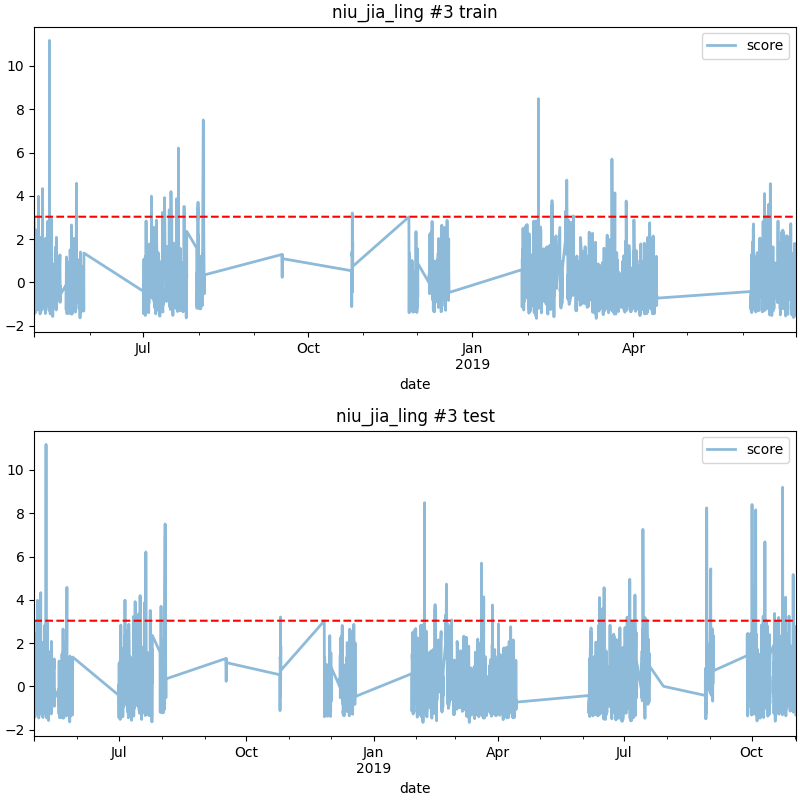 niu_jia_ling #3 train
score
10
8
6
4
2
0
−2
Jul
Oct
Jan
2019
Apr
date
niu_jia_ling #3 test
score
10
8
6
4
2
0
−2
Jul
Oct
Jan
2019
Apr
Jul
Oct
date